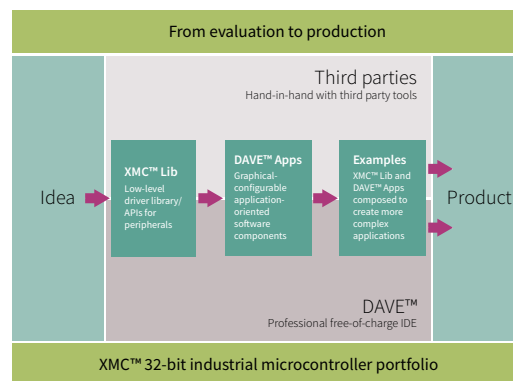 From evaluation to production
Third parties
Hand-in-hand with third party tools
Idea
XMC™ Lib
Low-level
driver library/
APIs for
peripherals
DAVE™ Apps
Graphical-
configurable
application-
oriented
software
components
Examples
XMC™ Lib and
DAVE™ Apps
composed to
create more
complex
applications
Product
DAVE™
Professional free-of-charge IDE
XMC™ 32-bit industrial microcontroller portfolio